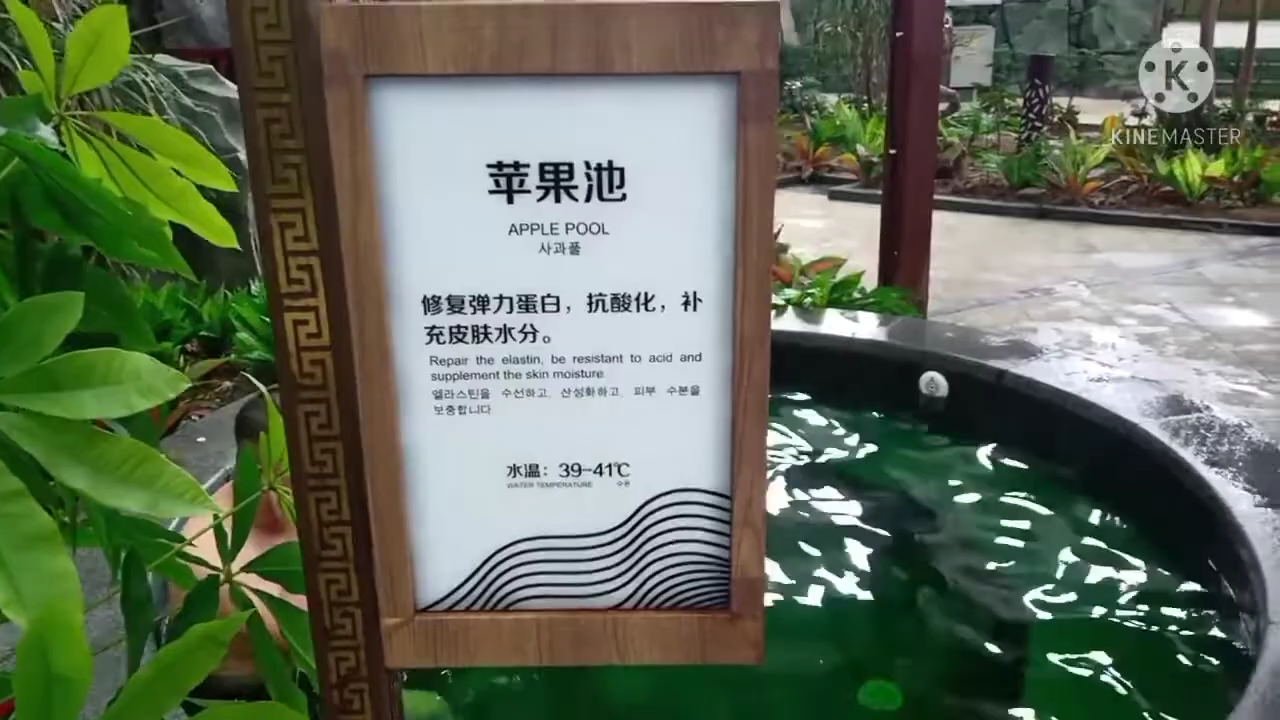 苹果池
APPLE POOL
사과풀
修复弹力蛋白，抗酸化，补
充皮肤水分。
Repair the elastin, be resistant to acid and
supplement the skin moisture
엘라스틴을 수선하고, 산성화하고, 피부 수분을
보충합니다
水温：39-41℃
WATER TEMPERATURE 수온
K
KINEMASTER